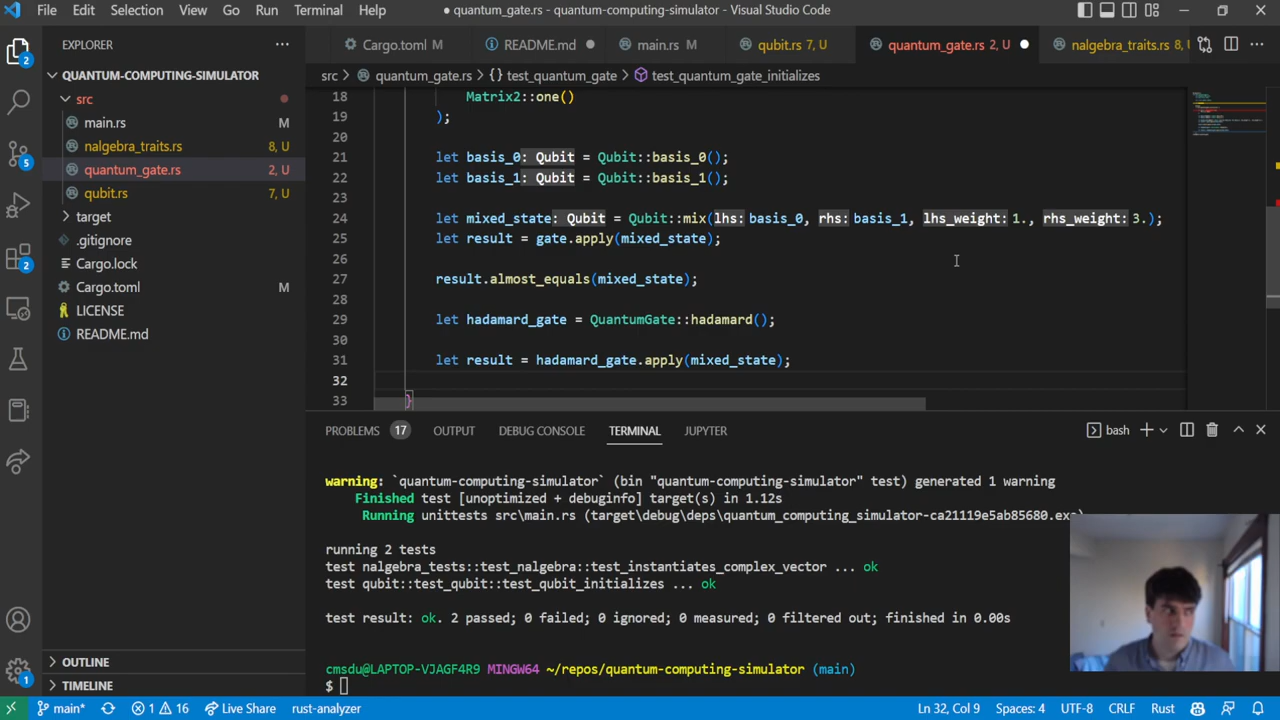 File Edit Selection View Go Run Terminal Help
● quantum_gate.rs - quantum-computing-simulator - Visual Studio Code
EXPLORER
Cargo.toml M
README.md
main.rs M
qubit.rs 7, U
quantum_gate.rs 2, U
nalgebra_traits.rs 8, U
QUANTUM-COMPUTING-SIMULATOR
src
main.rs M
nalgebra_traits.rs 8, U
quantum_gate.rs 2, U
qubit.rs 7, U
target
.gitignore
Cargo.lock
Cargo.toml M
LICENSE
README.md
2
5
2
1
src > quantum_gate.rs > {} test_quantum_gate > test_quantum_gate_initializes
18 Matrix2::one()
19 );
20
21 let basis_0: Qubit = Qubit::basis_0();
22 let basis_1: Qubit = Qubit::basis_1();
23
24 let mixed_state: Qubit = Qubit::mix(lhs: basis_0, rhs: basis_1, lhs_weight: 1., rhs_weight: 3.);
25 let result = gate.apply(mixed_state);
26
27 result.almost_equals(mixed_state);
28
29 let hadamard_gate = QuantumGate::hadamard();
30
31 let result = hadamard_gate.apply(mixed_state);
32
33 }
PROBLEMS 17 OUTPUT DEBUG CONSOLE TERMINAL JUPYTER
bash
warning: `quantum-computing-simulator` (bin "quantum-computing-simulator" test) generated 1 warning
Finished test [unoptimized + debuginfo] target(s) in 1.12s
Running unittests src\main.rs (target\debug\deps\quantum_computing_simulator-ca21119e5ab85680.exe)
running 2 tests
test nalgebra_tests::test_nalgebra::test_instantiates_complex_vector ... ok
test qubit::test_qubit::test_qubit_initializes ... ok
test result: ok. 2 passed; 0 failed; 0 ignored; 0 measured; 0 filtered out; finished in 0.00s
cmsdu@LAPTOP-VJAGF4R9 MINGW64 ~/repos/quantum-computing-simulator (main)
$
OUTLINE
TIMELINE
main* 1 16 Live Share rust-analyzer
Ln 32, Col 9 Spaces: 4 UTF-8 CRLF Rust